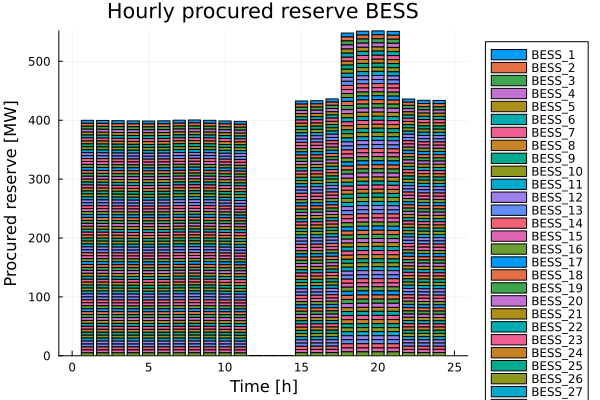 Hourly procured reserve BESS
Procured reserve [MW]
500
400
300
200
100
0
0
5
10
15
20
25
Time [h]
BESS_1
BESS_2
BESS_3
BESS_4
BESS_5
BESS_6
BESS_7
BESS_8
BESS_9
BESS_10
BESS_11
BESS_12
BESS_13
BESS_14
BESS_15
BESS_16
BESS_17
BESS_18
BESS_19
BESS_20
BESS_21
BESS_22
BESS_23
BESS_24
BESS_25
BESS_26
BESS_27